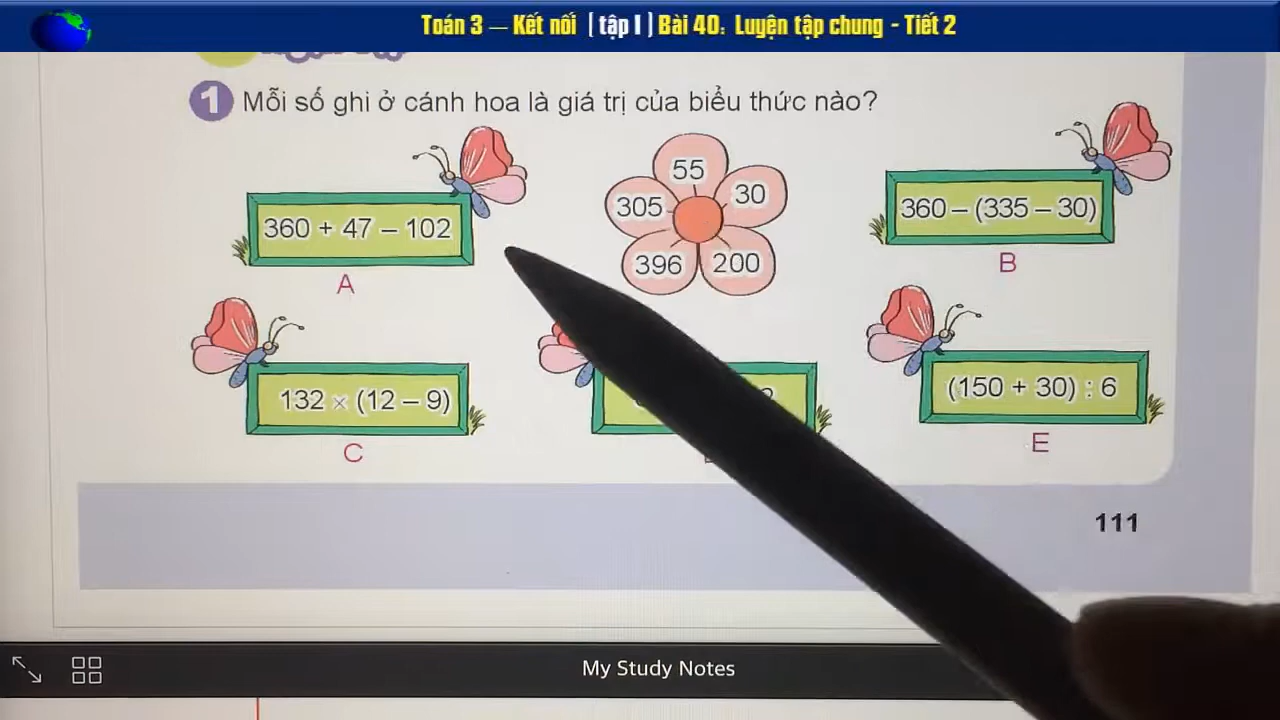 Toán 3 – Kết nối [ tập 1 ] Bài 40: Luyện tập chung - Tiết 2
1 Mỗi số ghi ở cánh hoa là giá trị của biểu thức nào?
360 + 47 – 102
A
55
30
305
396
200
360 – (335 – 30)
B
132 × (12 – 9)
C
(150 + 30) : 6
E
111
My Study Notes